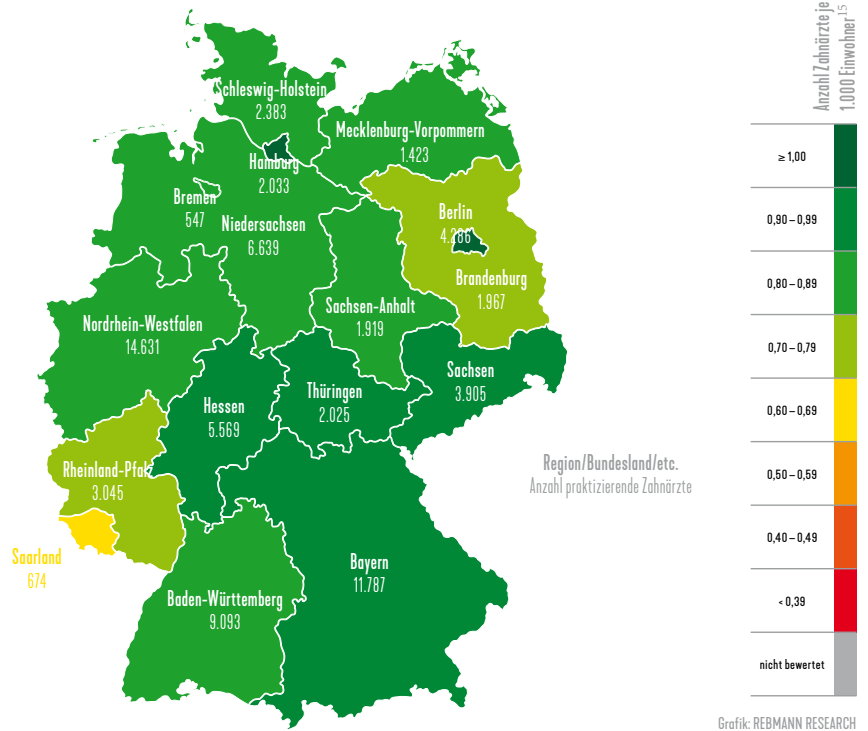 Anzahl Zahnärzte je
1.000 Einwohner15
Schleswig-Holstein
2.383
Mecklenburg-Vorpommern
1.423
Hamburg
2.033
Bremen
547
Niedersachsen
6.639
Berlin
4.286
Brandenburg
1.967
Sachsen-Anhalt
1.919
Nordrhein-Westfalen
14.631
Sachsen
3.905
Thüringen
2.025
Hessen
5.569
Rheinland-Pfalz
3.045
Saarland
674
Bayern
11.787
Baden-Württemberg
9.093
Region/Bundesland/etc.
Anzahl praktizierende Zahnärzte
≥ 1,00
0,90 – 0,99
0,80 – 0,89
0,70 – 0,79
0,60 – 0,69
0,50 – 0,59
0,40 – 0,49
< 0,39
nicht bewertet
Grafik: REBMANN RESEARCH